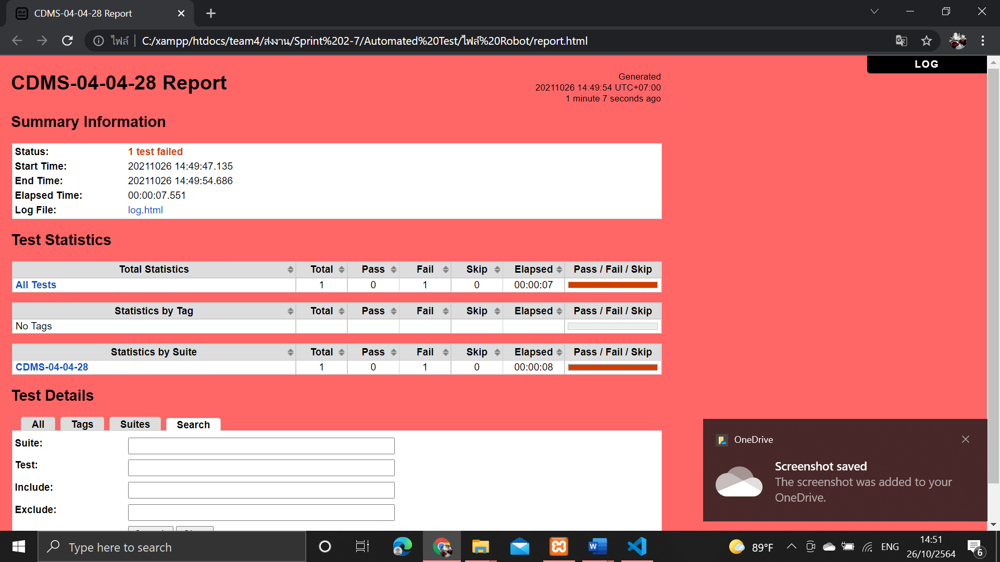 CDMS-04-04-28 Report
ไฟล์ C:/xampp/htdocs/team4/ส่งงาน/Sprint%202-7/Automated%20Test/ไฟล์%20Robot/report.html
LOG
CDMS-04-04-28 Report
Generated
20211026 14:49:54 UTC+07:00
1 minute 7 seconds ago
Summary Information
Status: 1 test failed
Start Time: 20211026 14:49:47.135
End Time: 20211026 14:49:54.686
Elapsed Time: 00:00:07.551
Log File: log.html
Test Statistics
Total Statistics Total Pass Fail Skip Elapsed Pass / Fail / Skip
All Tests 1 0 1 0 00:00:07
Statistics by Tag Total Pass Fail Skip Elapsed Pass / Fail / Skip
No Tags
Statistics by Suite Total Pass Fail Skip Elapsed Pass / Fail / Skip
CDMS-04-04-28 1 0 1 0 00:00:08
Test Details
All Tags Suites Search
Suite:
Test:
Include:
Exclude:
OneDrive
Screenshot saved
The screenshot was added to your
OneDrive.
Type here to search
89°F
ENG
14:51
26/10/2564
6